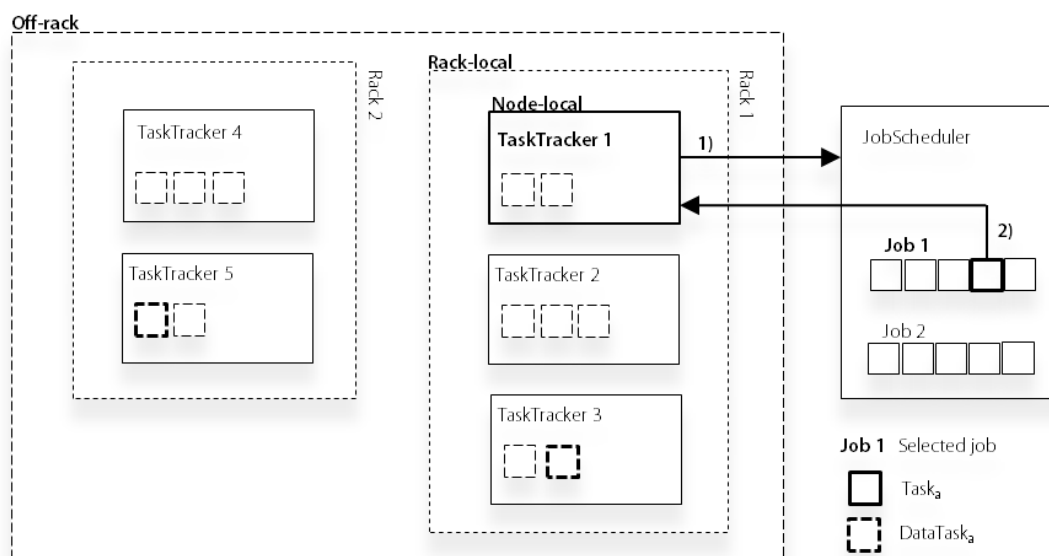 Off-rack
Rack-local
Rack 2
Rack 1
Node-local
TaskTracker 4
TaskTracker 1
1)
JobScheduler
2)
Job 1
TaskTracker 5
TaskTracker 2
Job 2
TaskTracker 3
Job 1 Selected job
Taskₐ
DataTaskₐ